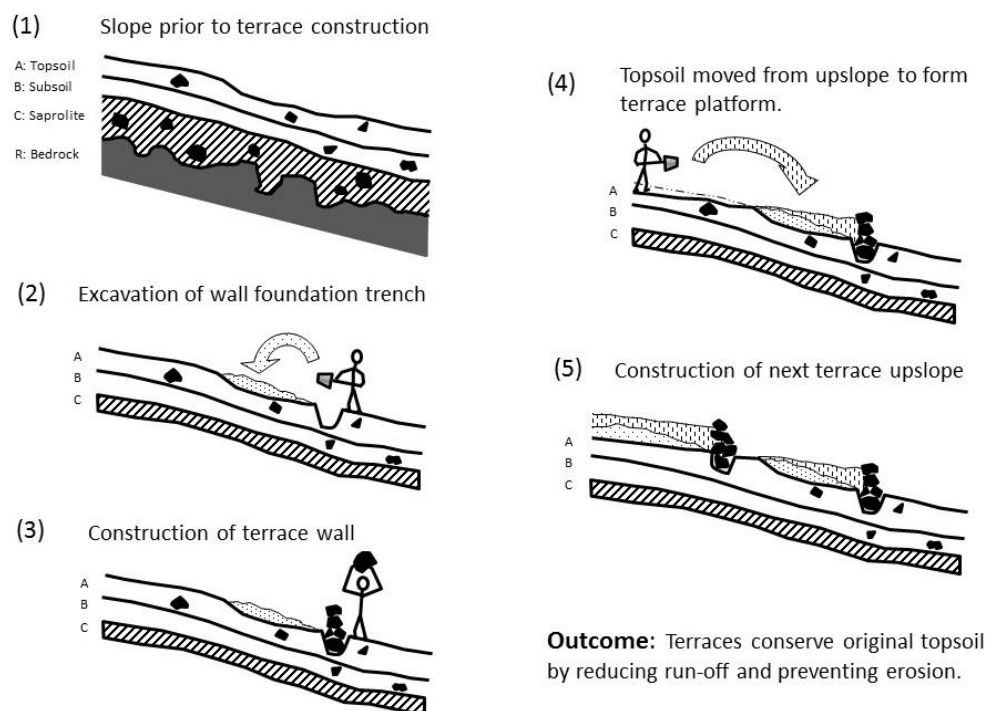 (1) Slope prior to terrace construction
A: Topsoil
B: Subsoil
C: Saprolite
R: Bedrock
(2) Excavation of wall foundation trench
A
B
C
(3) Construction of terrace wall
A
B
C
(4) Topsoil moved from upslope to form
terrace platform.
A
B
C
(5) Construction of next terrace upslope
A
B
C
Outcome: Terraces conserve original topsoil
by reducing run-off and preventing erosion.